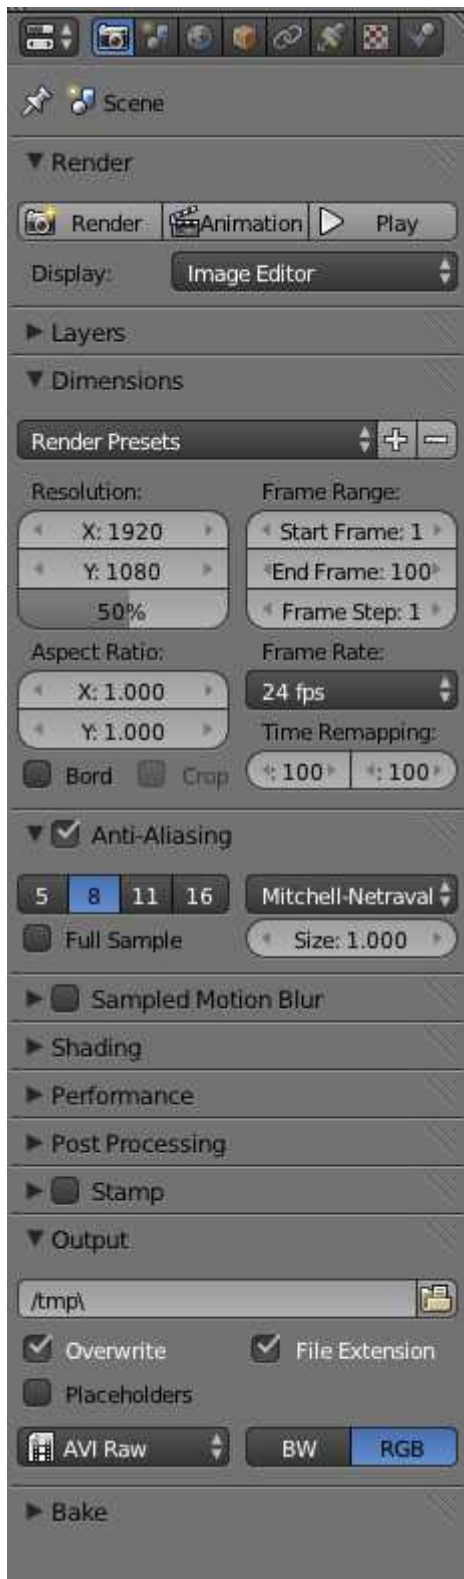 Scene
Render
Render Animation Play
Display: Image Editor
Layers
Dimensions
Render Presets
Resolution: Frame Range:
X: 1920 Start Frame: 1
Y: 1080 End Frame: 100
50% Frame Step: 1
Aspect Ratio: Frame Rate:
X: 1.000 24 fps
Y: 1.000 Time Remapping:
Bord Crop : 100 : 100
Anti-Aliasing
5 8 11 16 Mitchell-Netraval
Full Sample Size: 1.000
Sampled Motion Blur
Shading
Performance
Post Processing
Stamp
Output
/tmp\
Overwrite File Extension
Placeholders
AVI Raw BW RGB
Bake